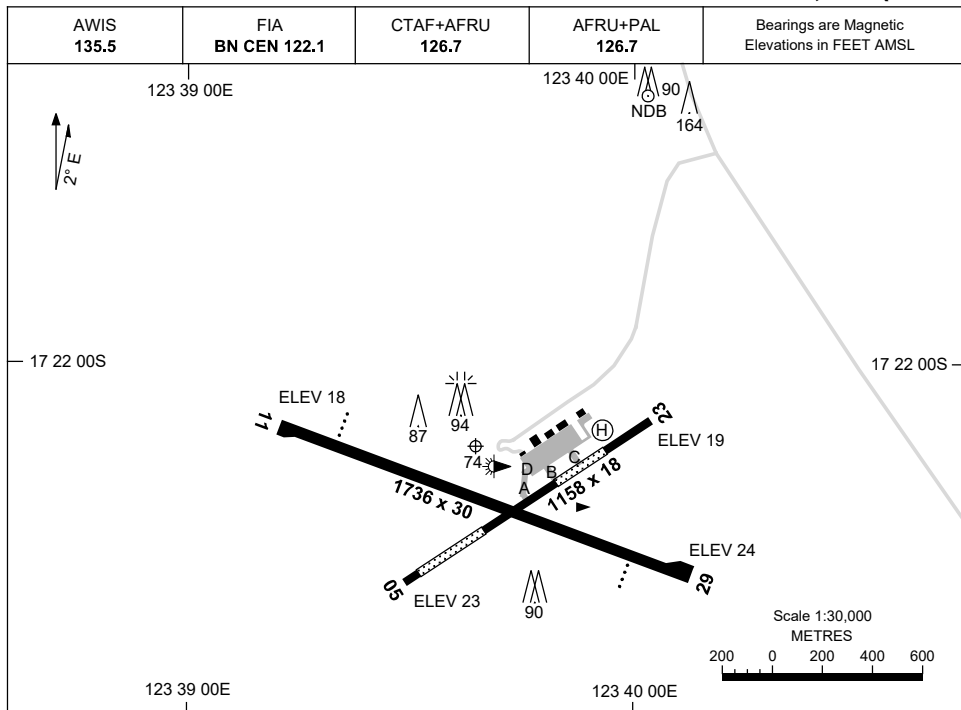 AWIS
135.5
FIA
BN CEN 122.1
CTAF+AFRU
126.7
AFRU+PAL
126.7
Bearings are Magnetic
Elevations in FEET AMSL
123 39 00E
123 40 00E
90
NDB
164
2° E
17 22 00S
17 22 00S
ELEV 18
11
87
94
74
H
23
ELEV 19
D
C
B
A
1736 x 30
1158 x 18
ELEV 24
29
05
ELEV 23
90
Scale 1:30,000
METRES
200 0 200 400 600
123 39 00E
123 40 00E